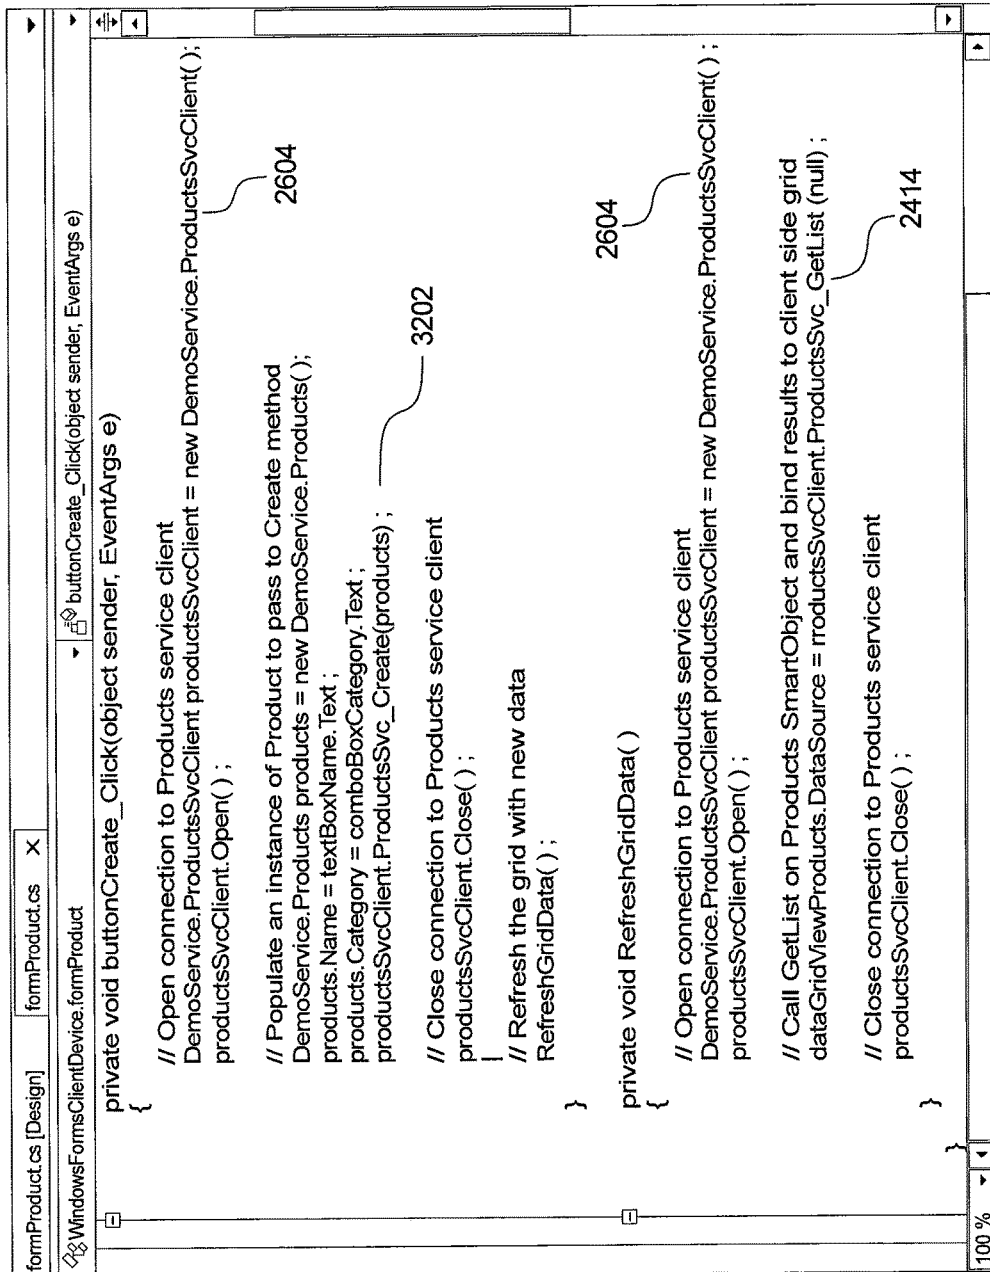 formProduct.cs [Design] formProduct.cs X
WindowsFormsClientDevice.formProduct buttonCreate_Click(object sender, EventArgs e)
private void buttonCreate_Click(object sender, EventArgs e)
{
// Open connection to Products service client
DemoService.ProductsSvcClient productsSvcClient = new DemoService.ProductsSvcClient( );
productsSvcClient.Open( ) ;
2604
// Populate an instance of Product to pass to Create method
DemoService.Products products = new DemoService.Products( );
products.Name = textBoxName.Text ;
products.Category = comboBoxCategory.Text ;
productsSvcClient.ProductsSvc_Create(products) ;
3202
// Close connection to Products service client
productsSvcClient.Close( ) ;
// Refresh the grid with new data
RefreshGridData( ) ;
}
private void RefreshGridData( )
{
2604
// Open connection to Products service client
DemoService.ProductsSvcClient productsSvcClient = new DemoService.ProductsSvcClient( ) ;
productsSvcClient.Open( ) ;
// Call GetList on Products SmartObject and bind results to client side grid
dataGridViewProducts.DataSource = rroductsSvcClient.ProductsSvc_GetList (null) ;
2414
// Close connection to Products service client
productsSvcClient.Close( ) ;
}
}
100 %